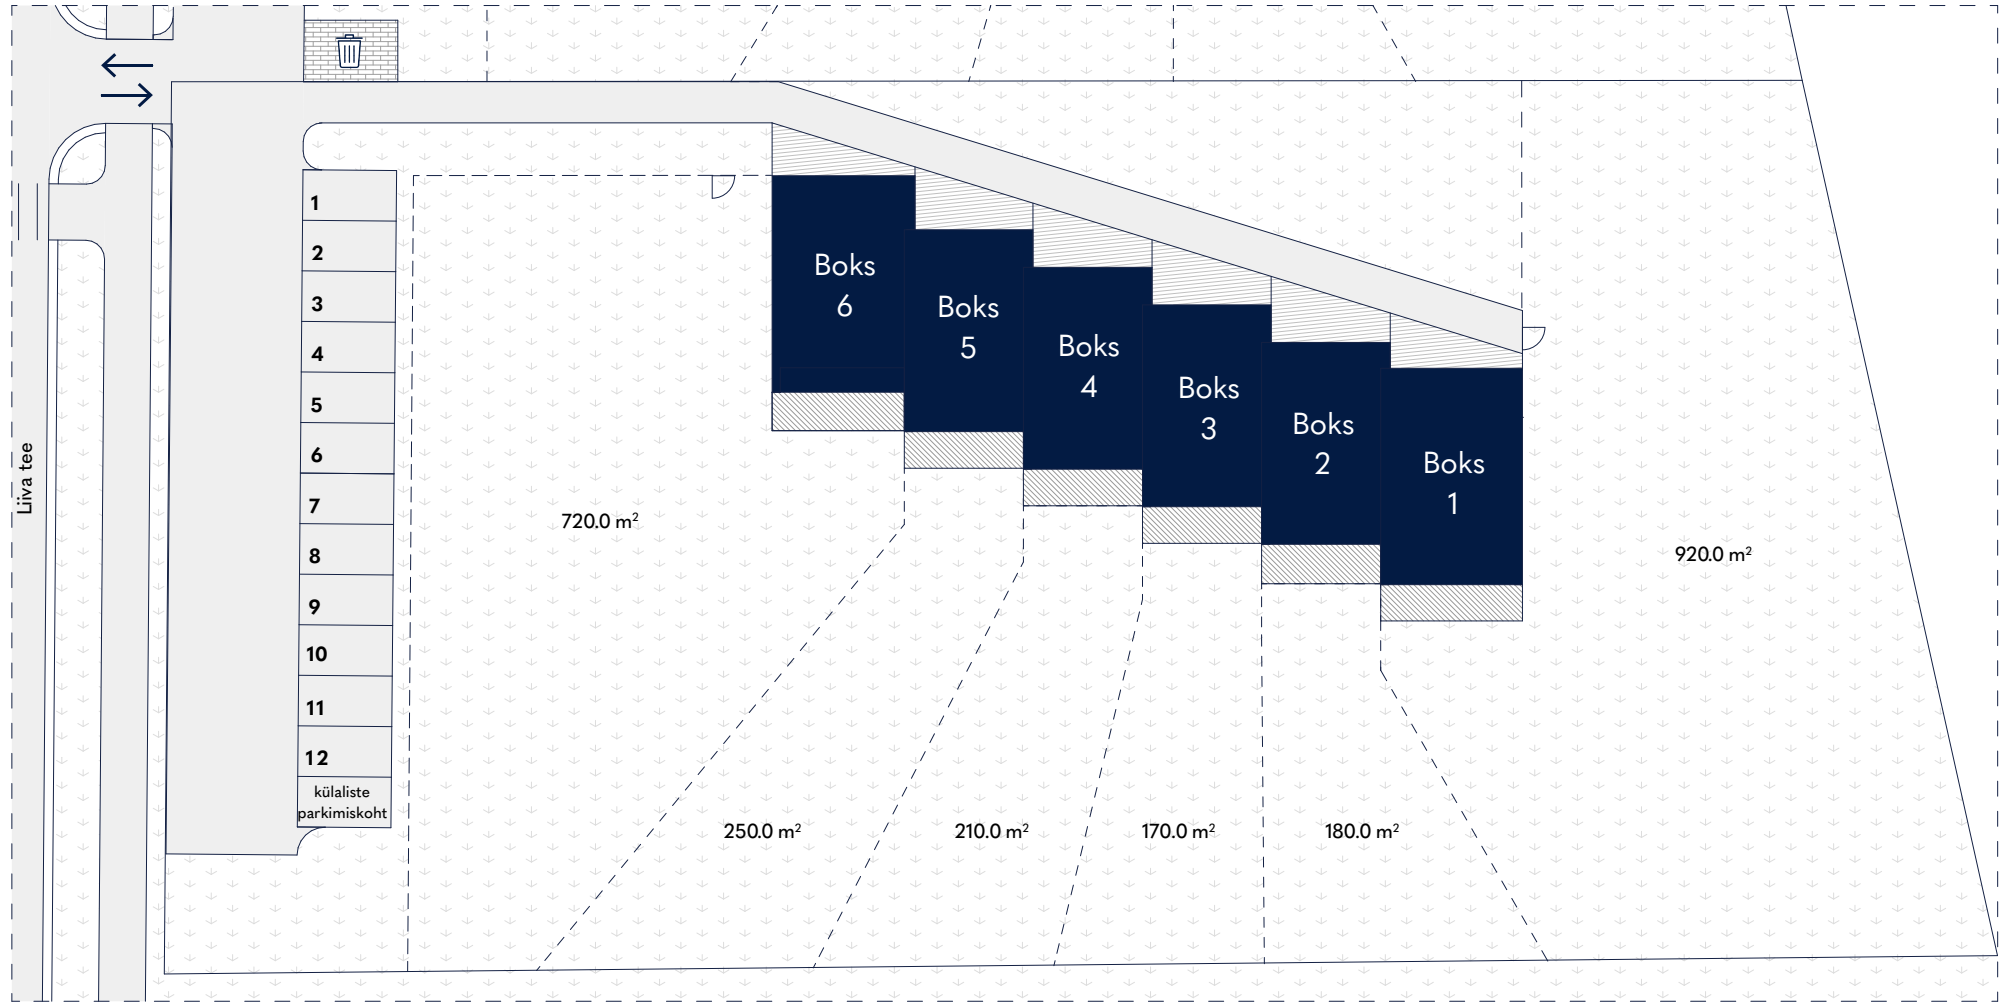 1
2
3
4
5
6
7
8
9
10
11
12
külaliste
parkimiskoht
Liiva tee
Boks
6
Boks
5
Boks
4
Boks
3
Boks
2
Boks
1
720.0 m²
250.0 m²
210.0 m²
170.0 m²
180.0 m²
920.0 m²